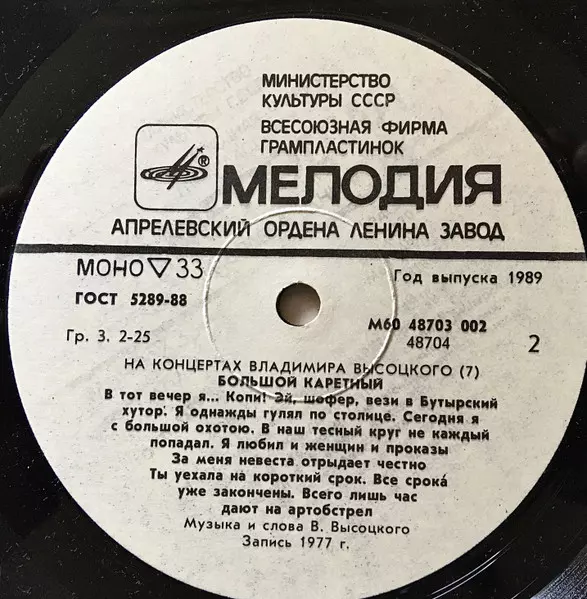 МИНИСТЕРСТВО
КУЛЬТУРЫ СССР
ВСЕСОЮЗНАЯ ФИРМА
ГРАМПЛАСТИНОК
®
МЕЛОДИЯ
АПРЕЛЕВСКИЙ ОРДЕНА ЛЕНИНА ЗАВОД
МОНО ▽ 33
Год выпуска 1989
ГОСТ 5289-88
Гр. 3. 2-25
М60 48703 002
48704
2
НА КОНЦЕРТАХ ВЛАДИМИРА ВЫСОЦКОГО (7)
БОЛЬШОЙ КАРЕТНЫЙ
В тот вечер я... Копи! Эй, шофер, вези в Бутырский
хутор. Я однажды гулял по столице. Сегодня я
с большой охотою. В наш тесный круг не каждый
попадал. Я любил и женщин и проказы
За меня невеста отрыдает честно
Ты уехала на короткий срок. Все срока
уже закончены. Всего лишь час
дают на артобстрел
Музыка и слова В. Высоцкого
Запись 1977 г.